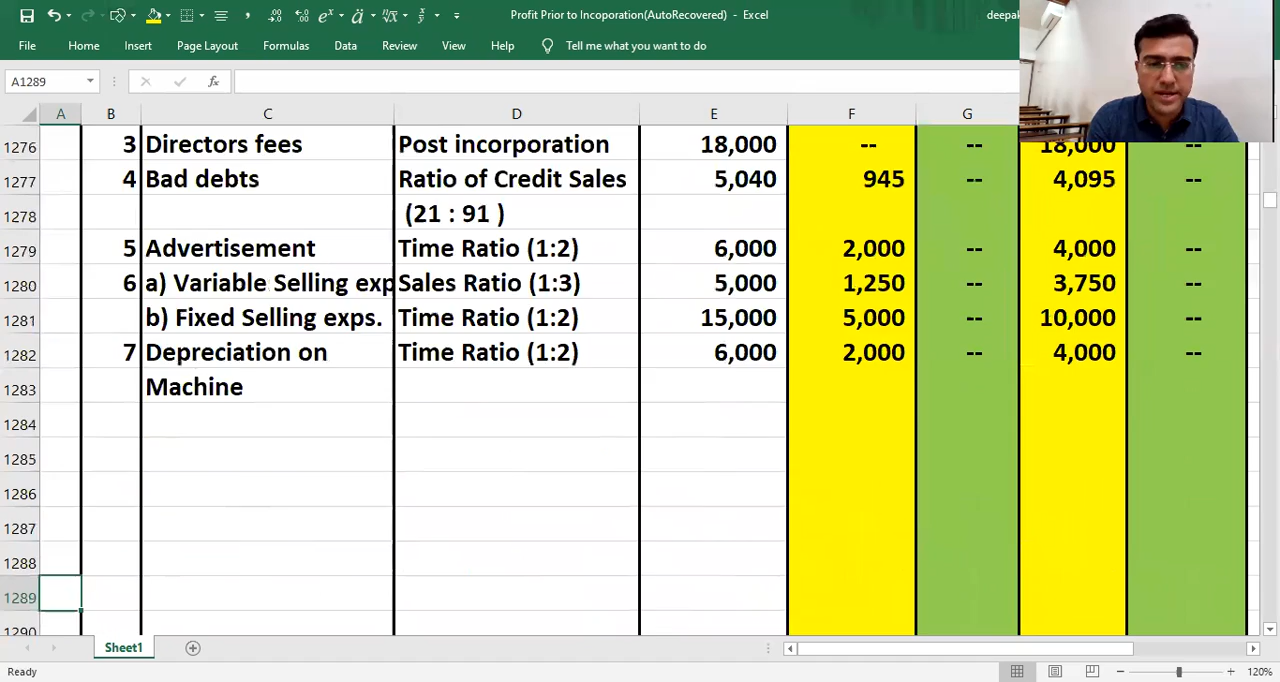 Profit Prior to Incoporation(AutoRecovered) - Excel
deepak
File Home Insert Page Layout Formulas Data Review View Help Tell me what you want to do
A1289 fx
A B C D E F G
1276 3 Directors fees Post incorporation 18,000 -- -- 18,000 --
1277 4 Bad debts Ratio of Credit Sales 5,040 945 -- 4,095 --
1278 (21 : 91 )
1279 5 Advertisement Time Ratio (1:2) 6,000 2,000 -- 4,000 --
1280 6 a) Variable Selling exp Sales Ratio (1:3) 5,000 1,250 -- 3,750 --
1281 b) Fixed Selling exps. Time Ratio (1:2) 15,000 5,000 -- 10,000 --
1282 7 Depreciation on Time Ratio (1:2) 6,000 2,000 -- 4,000 --
1283 Machine
1284
1285
1286
1287
1288
1289
1290
Sheet1
Ready 120%